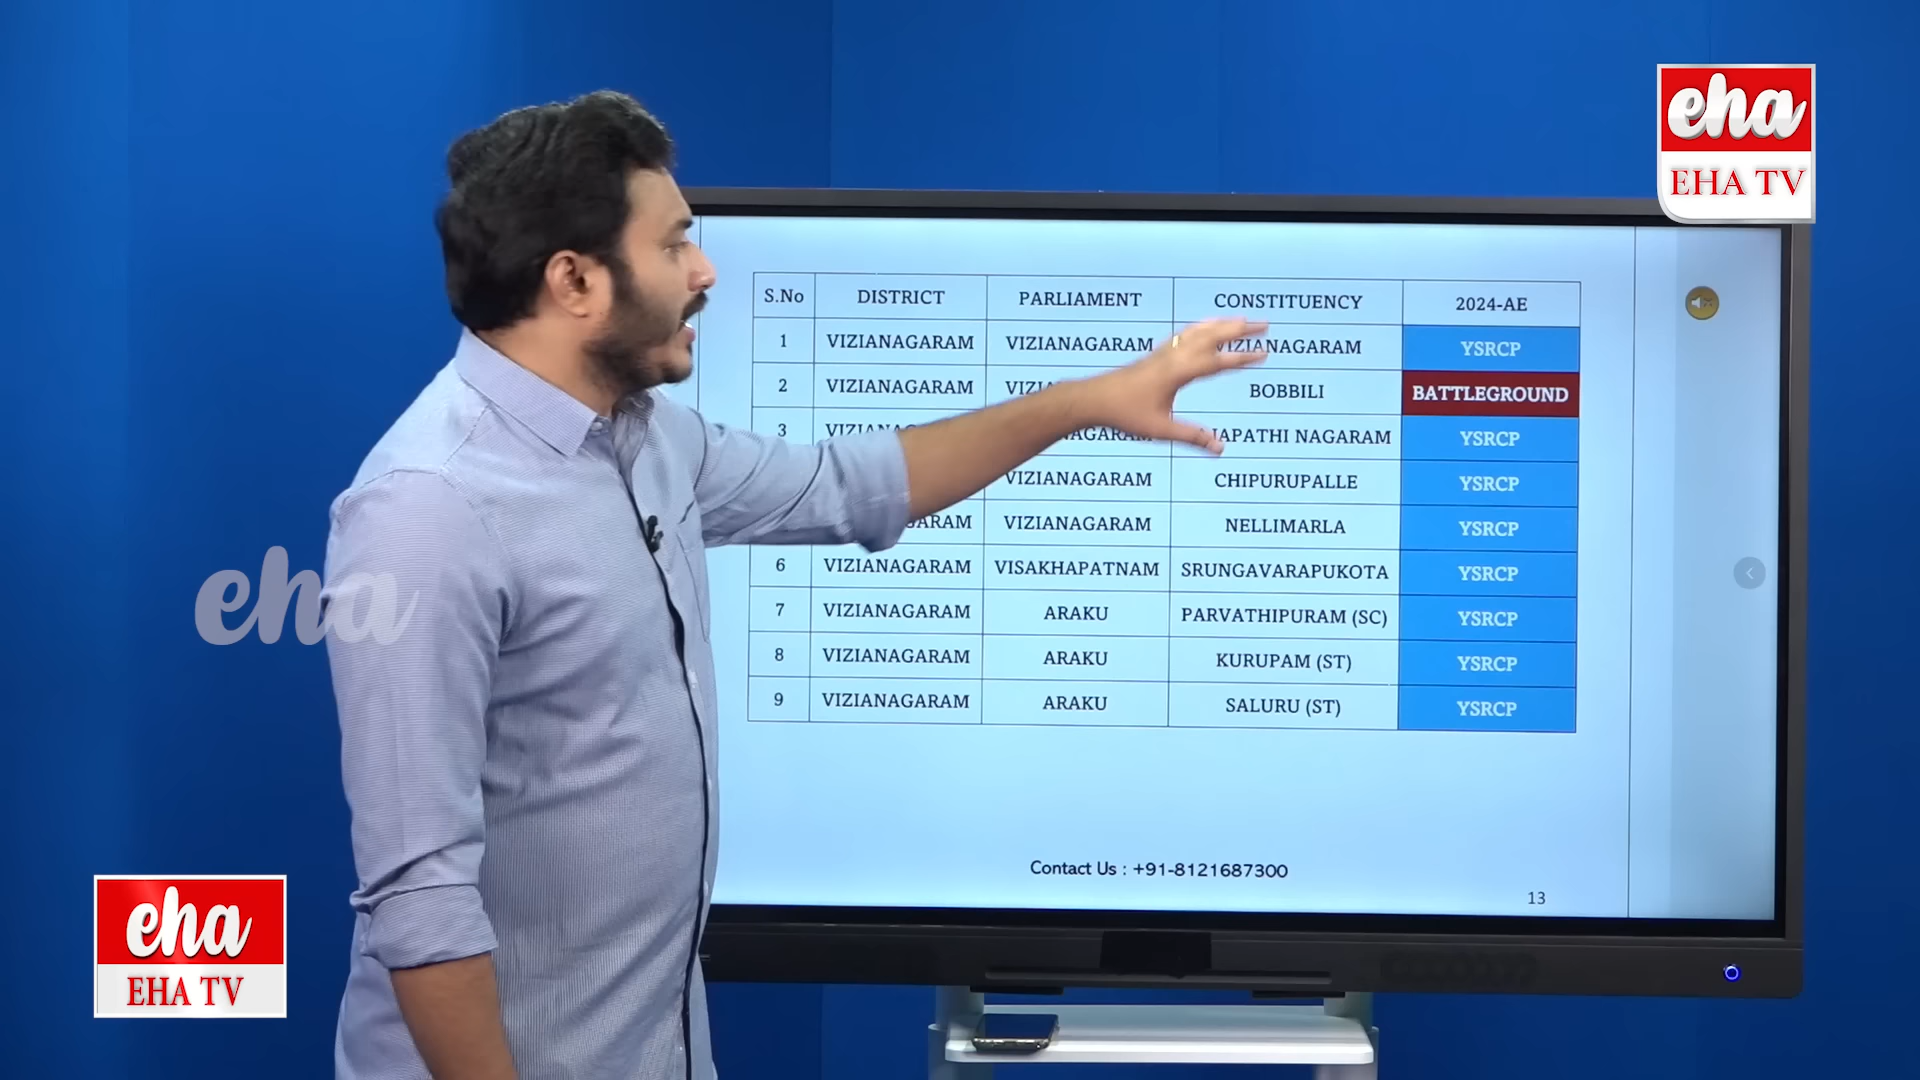 eha
EHA TV
S.No DISTRICT PARLIAMENT CONSTITUENCY 2024-AE
1 VIZIANAGARAM VIZIANAGARAM VIZIANAGARAM YSRCP
2 VIZIANAGARAM BOBBILI BATTLEGROUND
3 NAGARAM YSRCP
VIZIANAGARAM CHIPURUPALLE YSRCP
VIZIANAGARAM NELLIMARLA YSRCP
6 VIZIANAGARAM VISAKHAPATNAM SRUNGAVARAPUKOTA YSRCP
7 VIZIANAGARAM ARAKU PARVATHIPURAM (SC) YSRCP
8 VIZIANAGARAM ARAKU KURUPAM (ST) YSRCP
9 VIZIANAGARAM ARAKU SALURU (ST) YSRCP
eha
Contact Us : +91-8121687300
13
eha
EHA TV